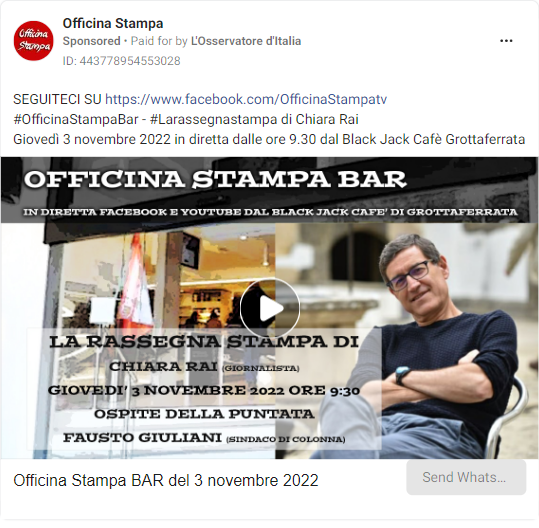 Officina
Stampa
Officina Stampa
Sponsored • Paid for by L'Osservatore d'Italia
ID: 443778954553028
SEGUITECI SU https://www.facebook.com/OfficinaStampatv
#OfficinaStampaBar - #Larassegnastampa di Chiara Rai
Giovedì 3 novembre 2022 in diretta dalle ore 9.30 dal Black Jack Cafè Grottaferrata
OFFICINA STAMPA BAR
IN DIRETTA FACEBOOK E YOUTUBE DAL BLACK JACK CAFE' DI GROTTAFERRATA
LA RASSEGNA STAMPA DI
CHIARA RAI (GIORNALISTA)
GIOVEDI' 3 NOVEMBRE 2022 ORE 9:30
OSPITE DELLA PUNTATA
FAUSTO GIULIANI (SINDACO DI COLONNA)
Officina Stampa BAR del 3 novembre 2022
Send Whats...